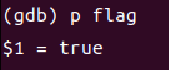 (gdb) p flag
$1 = true